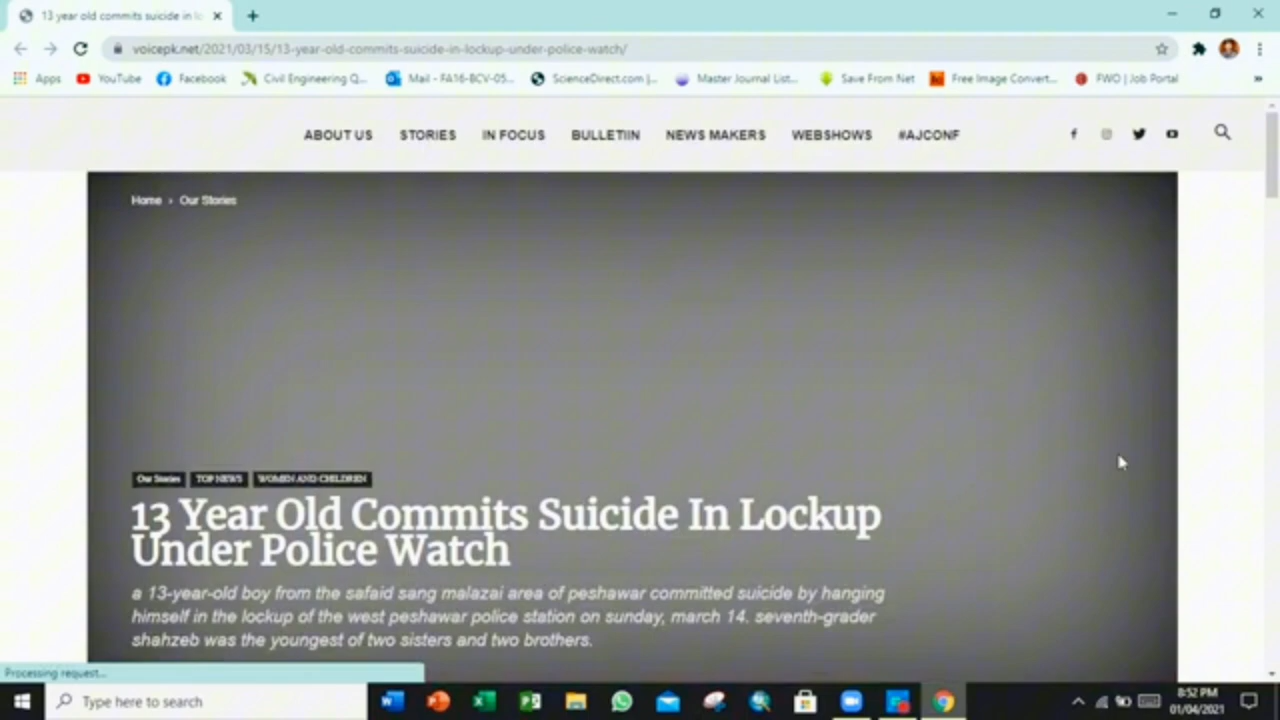 13 year old commits suicide in lo
voicepk.net/2021/03/15/13-year-old-commits-suicide-in-lockup-under-police-watch/
Apps YouTube Facebook Civil Engineering Q... Mail - FA16-BCV-05... ScienceDirect.com |... Master Journal List... Save From Net Free Image Convert... FWO | Job Portal »
ABOUT US STORIES IN FOCUS BULLETIIN NEWS MAKERS WEBSHOWS #AJCONF
Home › Our Stories
Our Stories TOP NEWS WOMEN AND CHILDREN
13 Year Old Commits Suicide In Lockup
Under Police Watch
a 13-year-old boy from the safaid sang malazai area of peshawar committed suicide by hanging
himself in the lockup of the west peshawar police station on sunday, march 14. seventh-grader
shahzeb was the youngest of two sisters and two brothers.
Processing request...
Type here to search
8:52 PM
01/04/2021